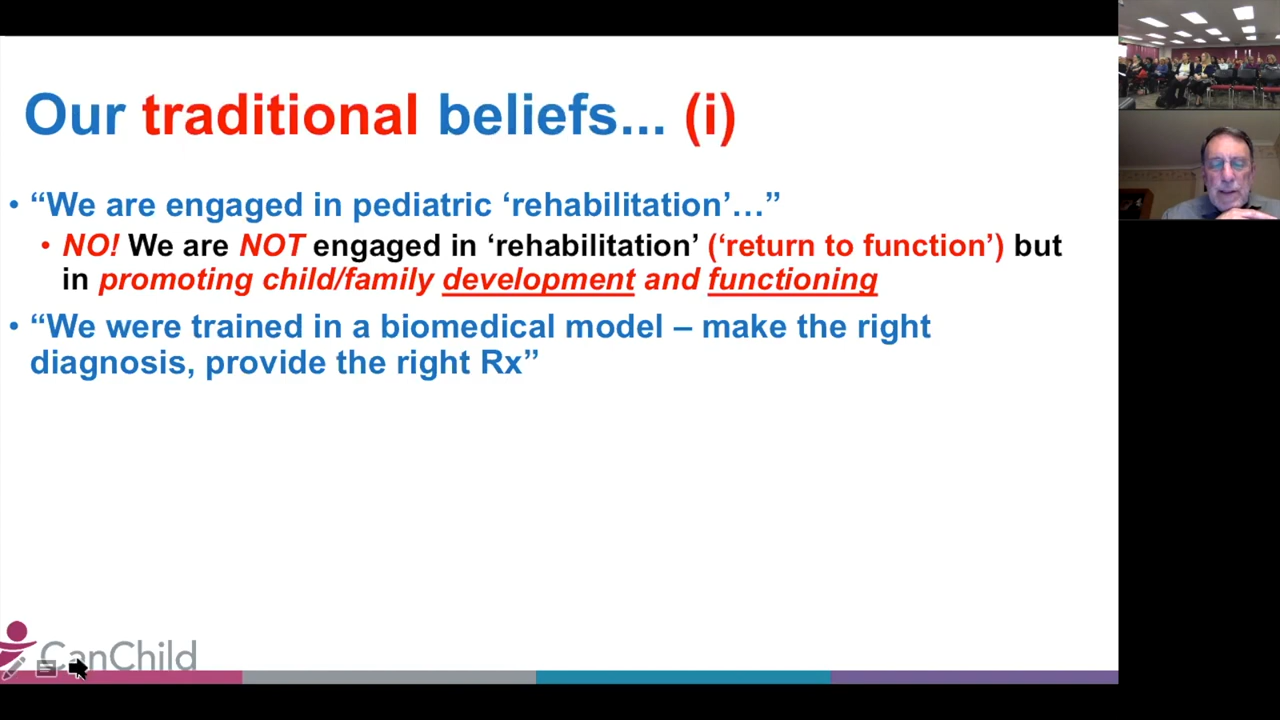 Our traditional beliefs... (i)
• “We are engaged in pediatric ‘rehabilitation’…”
• NO! We are NOT engaged in ‘rehabilitation’ (‘return to function’) but
in promoting child/family development and functioning
• “We were trained in a biomedical model – make the right
diagnosis, provide the right Rx”
CanChild